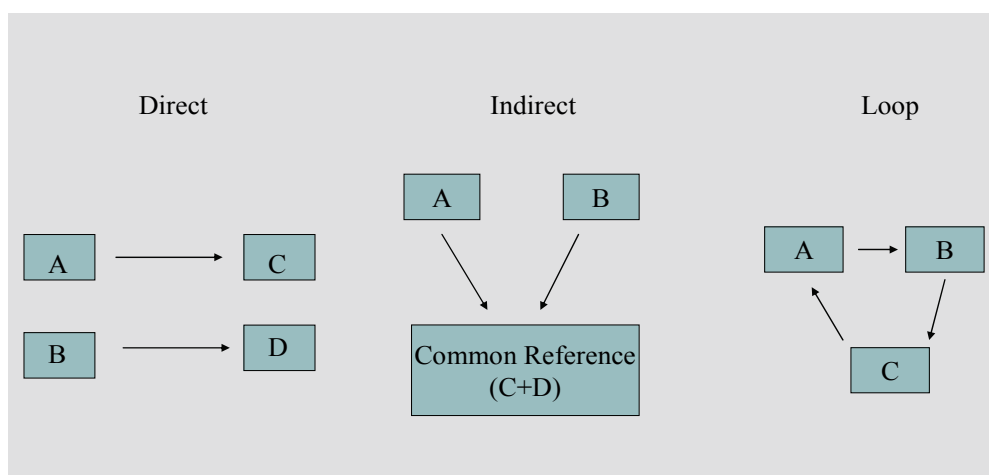 Direct
Indirect
Loop
A
C
B
D
A
B
Common Reference
(C+D)
A
B
C